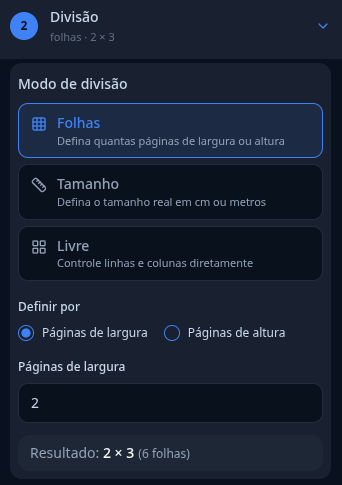 2
Divisão
folhas · 2 × 3
Modo de divisão
Folhas
Defina quantas páginas de largura ou altura
Tamanho
Defina o tamanho real em cm ou metros
Livre
Controle linhas e colunas diretamente
Definir por
Páginas de largura
Páginas de altura
Páginas de largura
2
Resultado: 2 × 3 (6 folhas)